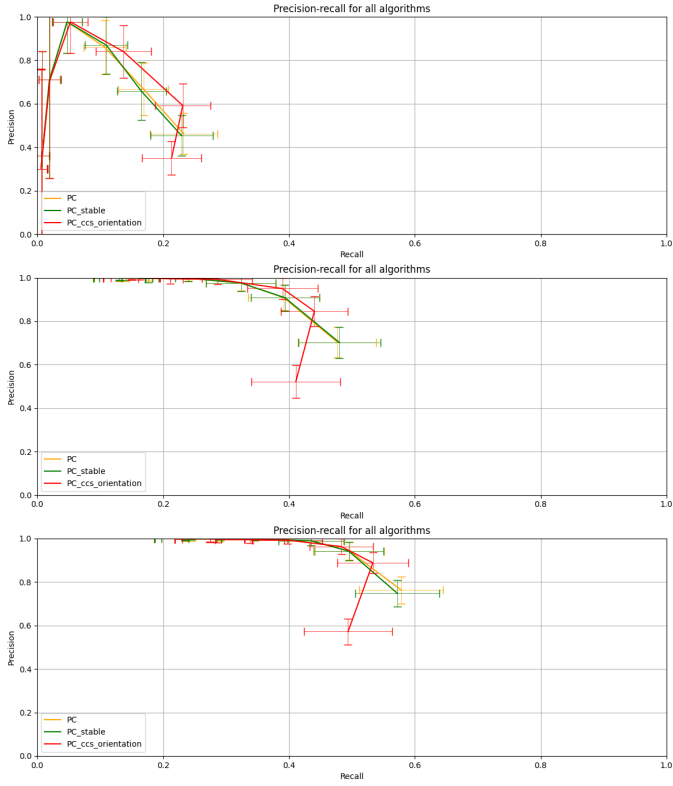 Precision-recall for all algorithms
1.0
0.8
0.6
0.4
0.2
0.0
Precision
PC
PC_stable
PC_ccs_orientation
0.0 0.2 0.4 0.6 0.8 1.0
Recall
Precision-recall for all algorithms
1.0
0.8
0.6
0.4
0.2
0.0
Precision
PC
PC_stable
PC_ccs_orientation
0.0 0.2 0.4 0.6 0.8 1.0
Recall
Precision-recall for all algorithms
1.0
0.8
0.6
0.4
0.2
0.0
Precision
PC
PC_stable
PC_ccs_orientation
0.0 0.2 0.4 0.6 0.8 1.0
Recall